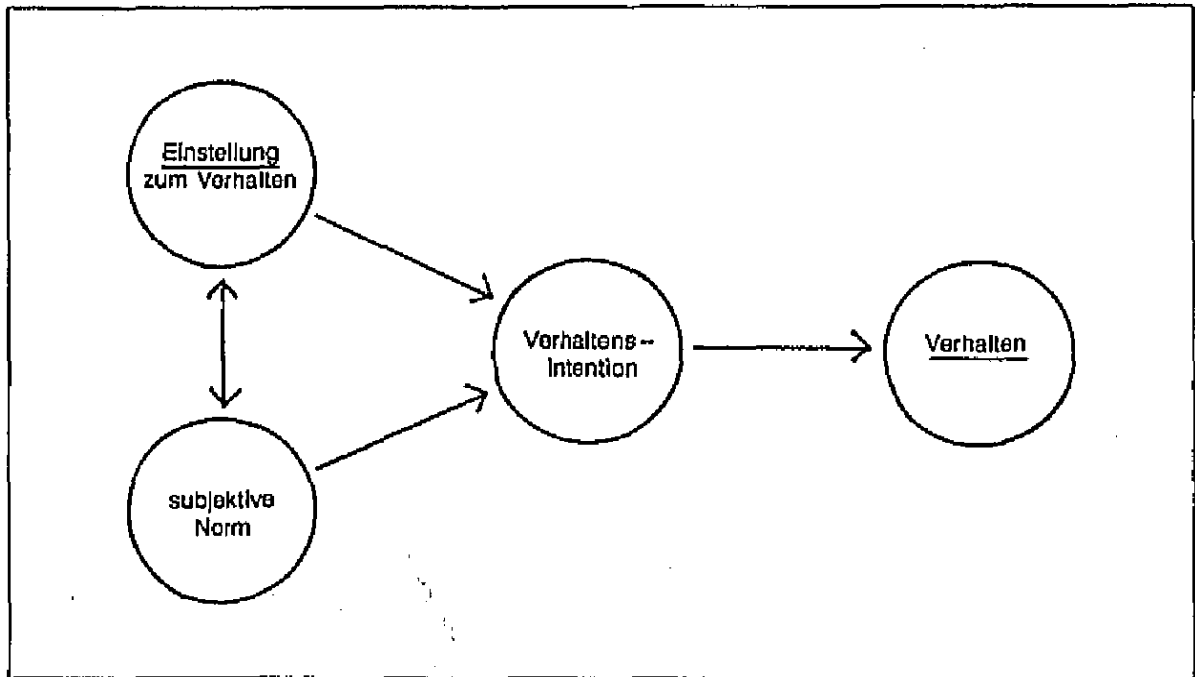 Einstellung
zum Verhalten
Verhaltens-
Intention
Verhalten
subjektive
Norm